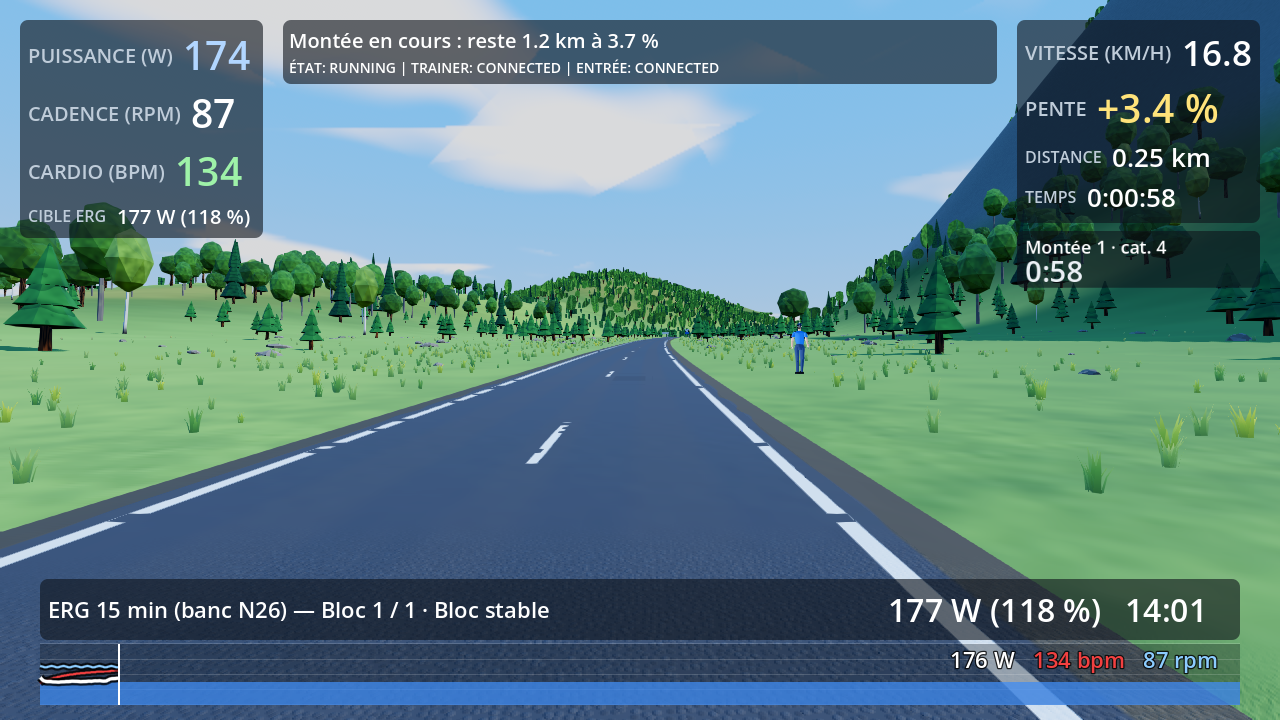 PUISSANCE (W) 174
CADENCE (RPM) 87
CARDIO (BPM) 134
CIBLE ERG 177 W (118 %)
Montée en cours : reste 1.2 km à 3.7 %
ÉTAT: RUNNING | TRAINER: CONNECTED | ENTRÉE: CONNECTED
VITESSE (KM/H) 16.8
PENTE +3.4 %
DISTANCE 0.25 km
TEMPS 0:00:58
Montée 1 · cat. 4
0:58
ERG 15 min (banc N26) — Bloc 1 / 1 · Bloc stable 177 W (118 %) 14:01
176 W 134 bpm 87 rpm